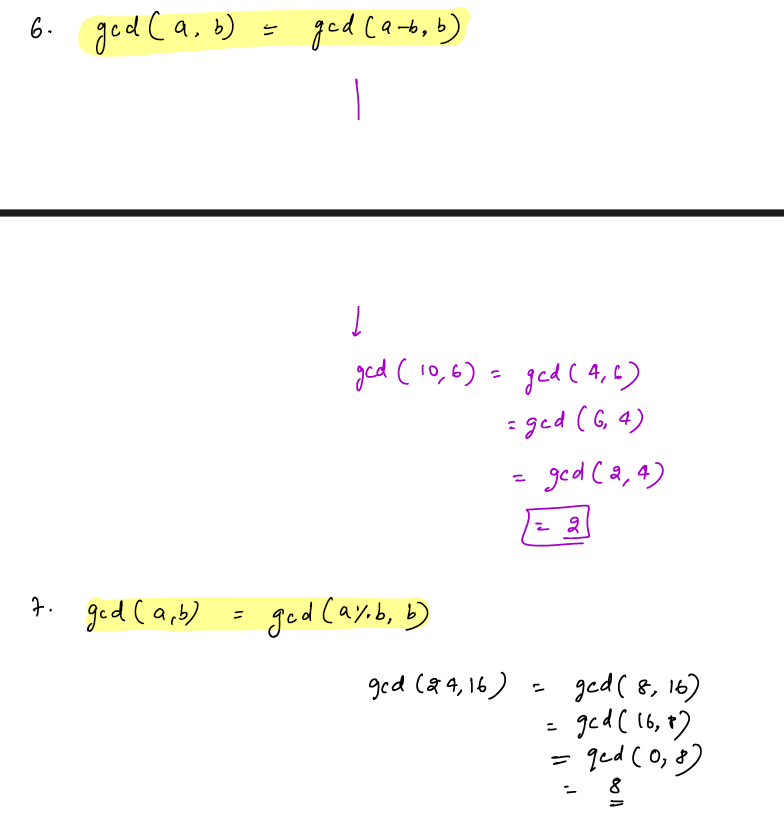 6. gcd(a, b) = gcd(a-b, b)
gcd(10,6) = gcd(4,6)
= gcd(6, 4)
= gcd(2,4)
= 2
7. gcd(a,b) = gcd(a%b, b)
gcd(24,16) = gcd(8, 16)
= gcd(16,8)
= gcd(0,8)
= 8